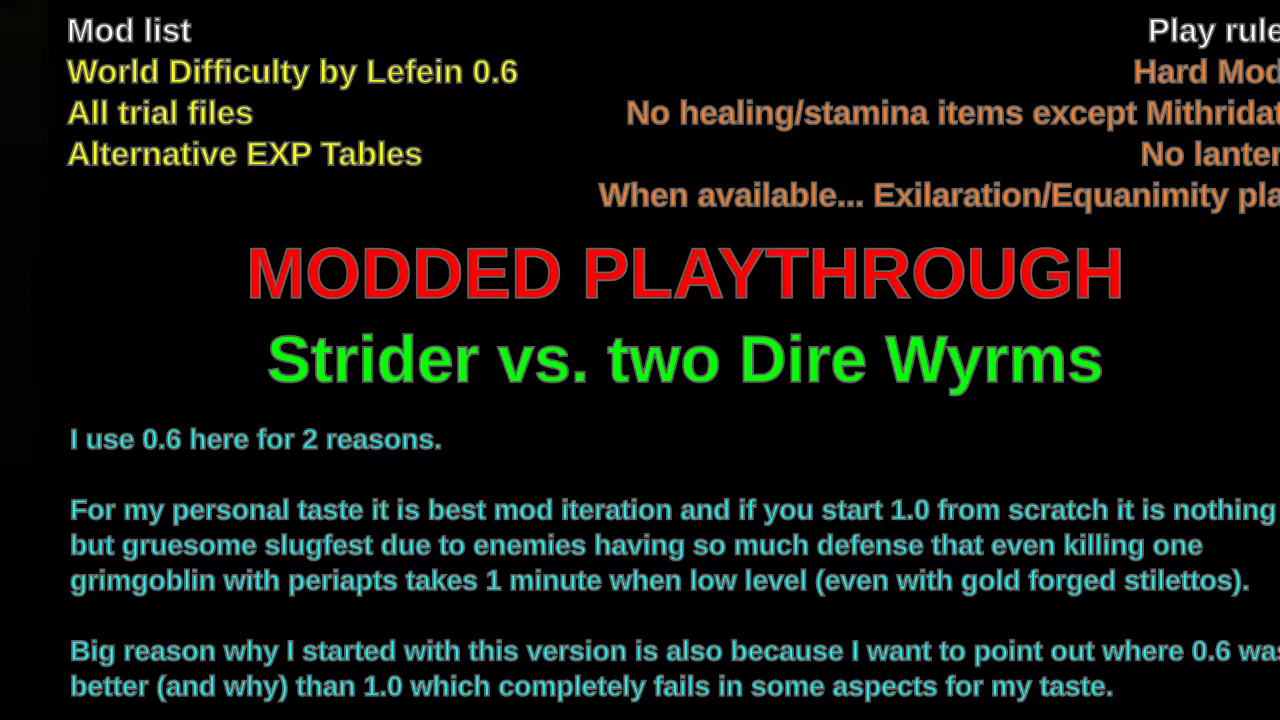 Mod list
Play rule
World Difficulty by Lefein 0.6
Hard Mod
All trial files
No healing/stamina items except Mithridat
Alternative EXP Tables
No lanter
When available... Exilaration/Equanimity pla
MODDED PLAYTHROUGH
Strider vs. two Dire Wyrms
I use 0.6 here for 2 reasons.
For my personal taste it is best mod iteration and if you start 1.0 from scratch it is nothing
but gruesome slugfest due to enemies having so much defense that even killing one
grimgoblin with periapts takes 1 minute when low level (even with gold forged stilettos).
Big reason why I started with this version is also because I want to point out where 0.6 was
better (and why) than 1.0 which completely fails in some aspects for my taste.